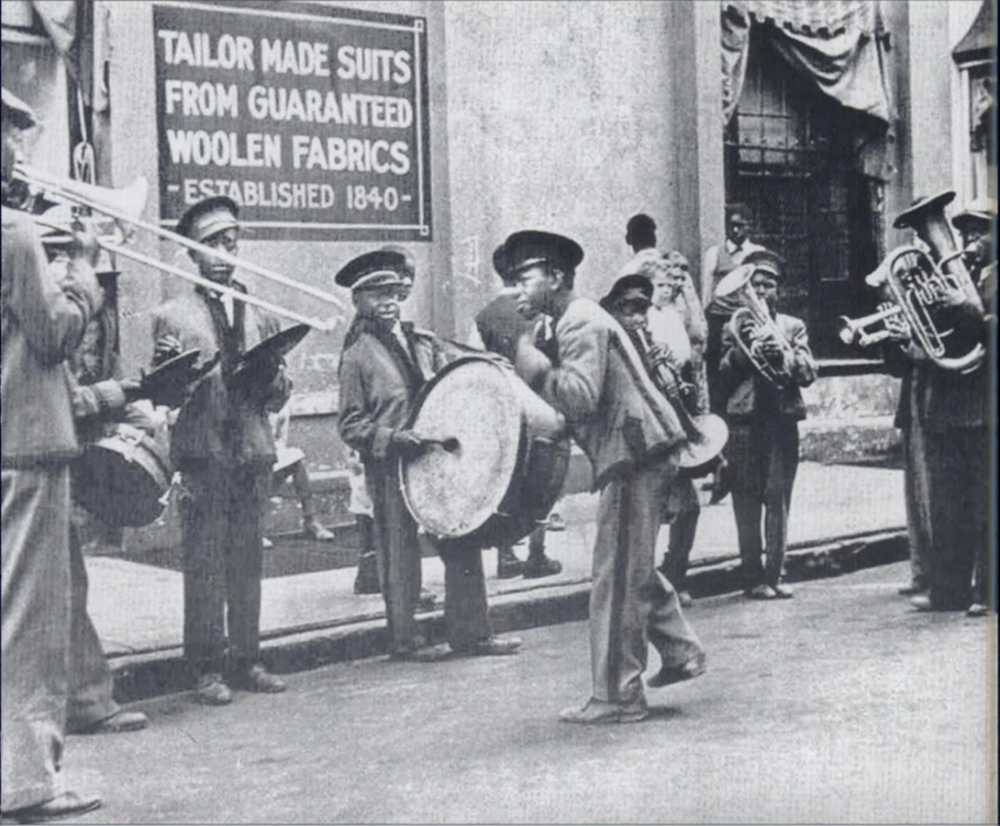 TAILOR MADE SUITS
FROM GUARANTEED
WOOLEN FABRICS
-ESTABLISHED 1840-